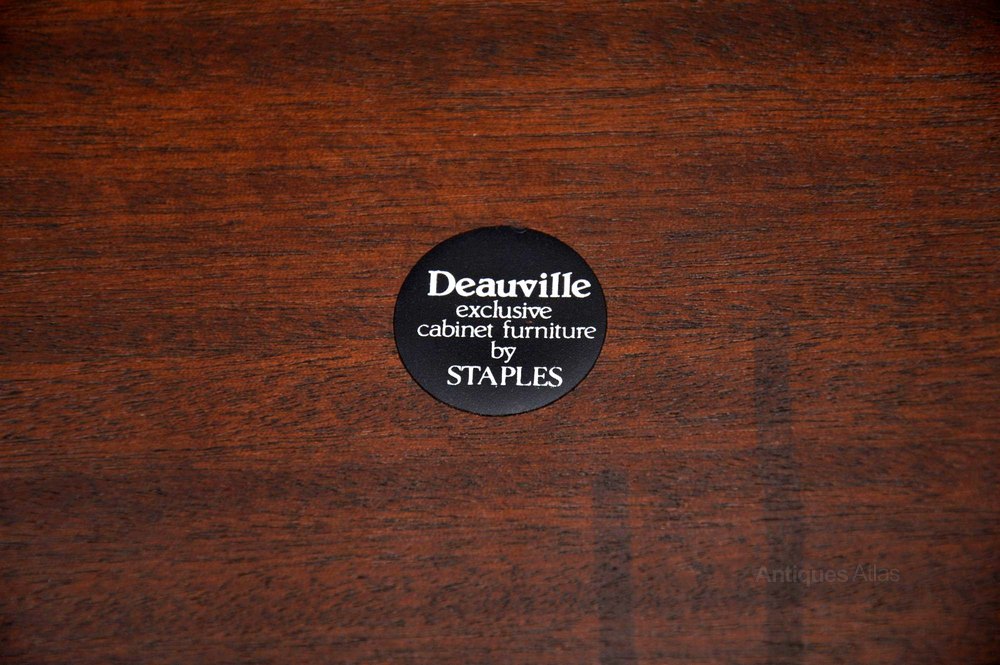 Deauville
exclusive
cabinet furniture
by
STAPLES
Antiques Atlas